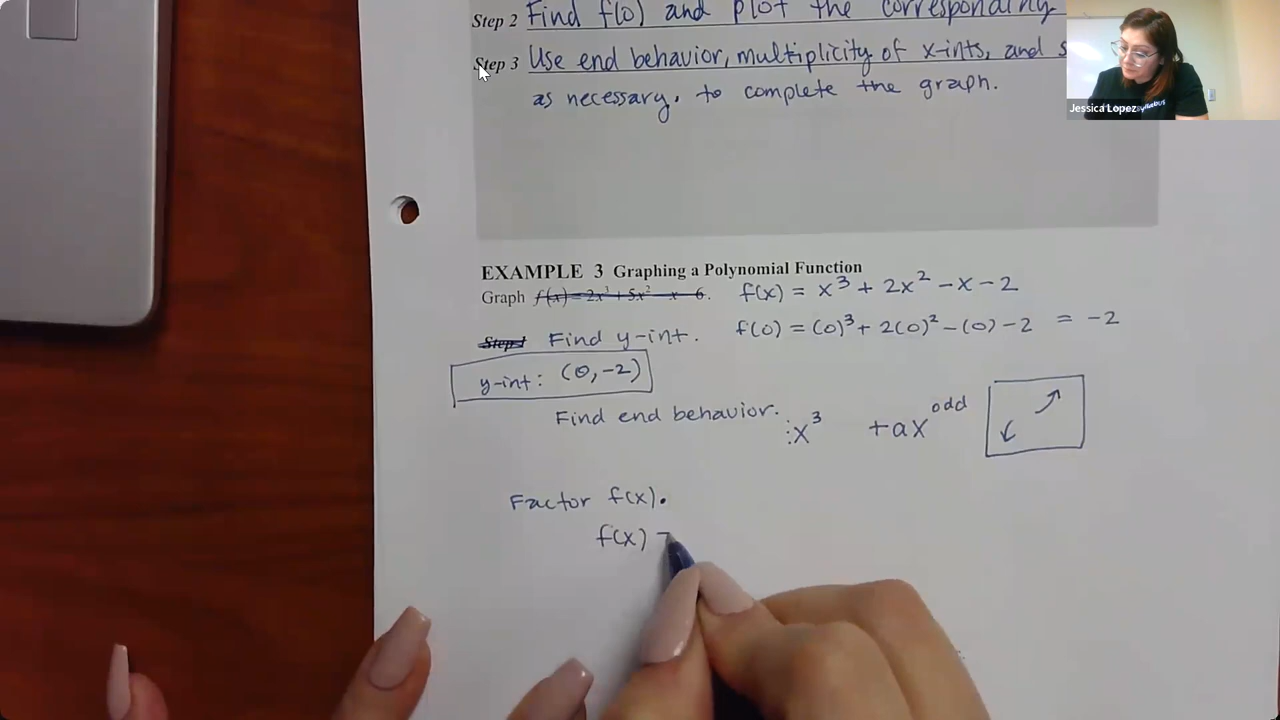 Step 2 Find f(0) and plot the corresponding
Step 3 Use end behavior, multiplicity of x-ints, and s
as necessary, to complete the graph.
Jessica Lopez
syllabus
EXAMPLE 3 Graphing a Polynomial Function
Graph f(x) = 2x³ + 5x² - x - 6. f(x) = x³ + 2x² - x - 2
Step 1 Find y-int. f(0) = (0)³ + 2(0)² - (0) - 2 = -2
y-int: (0, -2)
Find end behavior. : x³ +ax^odd
Factor f(x).
f(x) =